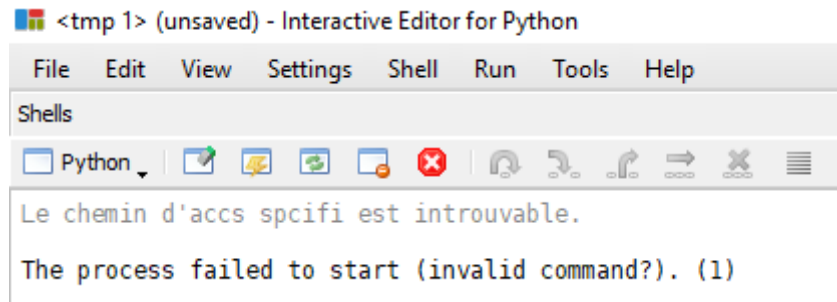 <tmp 1> (unsaved) - Interactive Editor for Python
File Edit View Settings Shell Run Tools Help
Shells
Python
Le chemin d'accs spcifi est introuvable.
The process failed to start (invalid command?). (1)